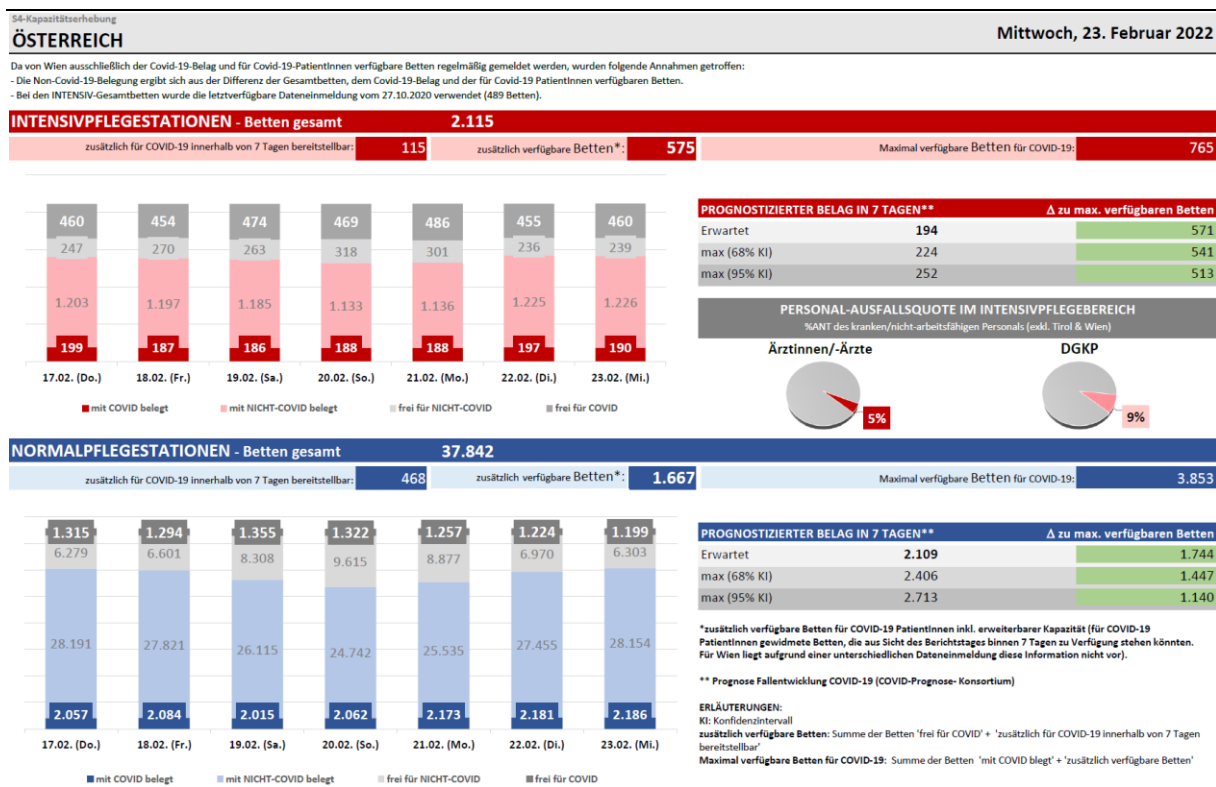 S4-Kapazitätserhebung
ÖSTERREICH
Mittwoch, 23. Februar 2022
Da von Wien ausschließlich der Covid-19-Belag und für Covid-19-PatientInnen verfügbare Betten regelmäßig gemeldet werden, wurden folgende Annahmen getroffen:
- Die Non-Covid-19-Belegung ergibt sich aus der Differenz der Gesamtbetten, dem Covid-19-Belag und der für Covid-19 PatientInnen verfügbaren Betten.
- Bei den INTENSIV-Gesamtbetten wurde die letztverfügbare Dateneinmeldung vom 27.10.2020 verwendet (489 Betten).
INTENSIVPFLEGESTATIONEN - Betten gesamt 2.115
zusätzlich für COVID-19 innerhalb von 7 Tagen bereitstellbar: 115 zusätzlich verfügbare Betten*: 575 Maximal verfügbare Betten für COVID-19: 765
460 454 474 469 486 455 460
247 270 263 318 301 236 239
1.203 1.197 1.185 1.133 1.136 1.225 1.226
199 187 186 188 188 197 190
17.02. (Do.) 18.02. (Fr.) 19.02. (Sa.) 20.02. (So.) 21.02. (Mo.) 22.02. (Di.) 23.02. (Mi.)
mit COVID belegt mit NICHT-COVID belegt frei für NICHT-COVID frei für COVID
PROGNOSTIZIERTER BELAG IN 7 TAGEN** Δ zu max. verfügbaren Betten
Erwartet 194 571
max (68% KI) 224 541
max (95% KI) 252 513
PERSONAL-AUSFALLSQUOTE IM INTENSIVPFLEGEBEREICH
%ANT des kranken/nicht-arbeitsfähigen Personals (exkl. Tirol & Wien)
Ärztinnen/-Ärzte DGKP
5% 9%
NORMALPFLEGESTATIONEN - Betten gesamt 37.842
zusätzlich für COVID-19 innerhalb von 7 Tagen bereitstellbar: 468 zusätzlich verfügbare Betten*: 1.667 Maximal verfügbare Betten für COVID-19: 3.853
1.315 1.294 1.355 1.322 1.257 1.224 1.199
6.279 6.601 8.308 9.615 8.877 6.970 6.303
28.191 27.821 26.115 24.742 25.535 27.455 28.154
2.057 2.084 2.015 2.062 2.173 2.181 2.186
17.02. (Do.) 18.02. (Fr.) 19.02. (Sa.) 20.02. (So.) 21.02. (Mo.) 22.02. (Di.) 23.02. (Mi.)
mit COVID belegt mit NICHT-COVID belegt frei für NICHT-COVID frei für COVID
PROGNOSTIZIERTER BELAG IN 7 TAGEN** Δ zu max. verfügbaren Betten
Erwartet 2.109 1.744
max (68% KI) 2.406 1.447
max (95% KI) 2.713 1.140
*zusätzlich verfügbare Betten für COVID-19 PatientInnen inkl. erweiterbarer Kapazität (für COVID-19
PatientInnen gewidmete Betten, die aus Sicht des Berichtstages binnen 7 Tagen zu Verfügung stehen könnten.
Für Wien liegt aufgrund einer unterschiedlichen Dateneinmeldung diese Information nicht vor).
** Prognose Fallentwicklung COVID-19 (COVID-Prognose- Konsortium)
ERLÄUTERUNGEN:
KI: Konfidenzintervall
zusätzlich verfügbare Betten: Summe der Betten 'frei für COVID' + 'zusätzlich für COVID-19 innerhalb von 7 Tagen
bereitstellbar'
Maximal verfügbare Betten für COVID-19: Summe der Betten 'mit COVID blegt' + 'zusätzlich verfügbare Betten'